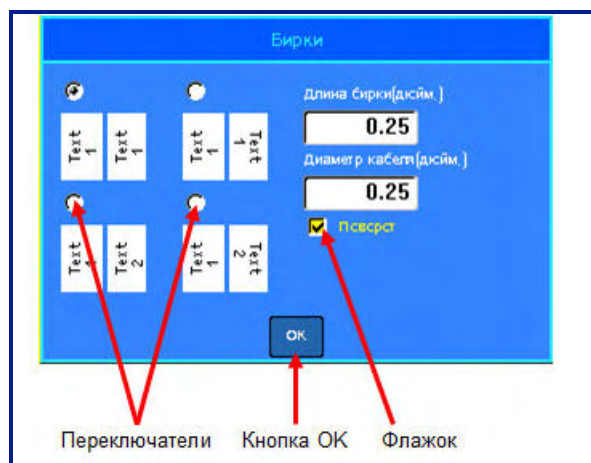 Бирки
Длина бирки(дюйм.)
Text 1
Text 1
Text 1
Text 1
0.25
Диаметр кабеля(дюйм.)
0.25
Поворот
Text
Text 2
Text 1
Text 2
OK
Переключатели
Кнопка OK
Флажок